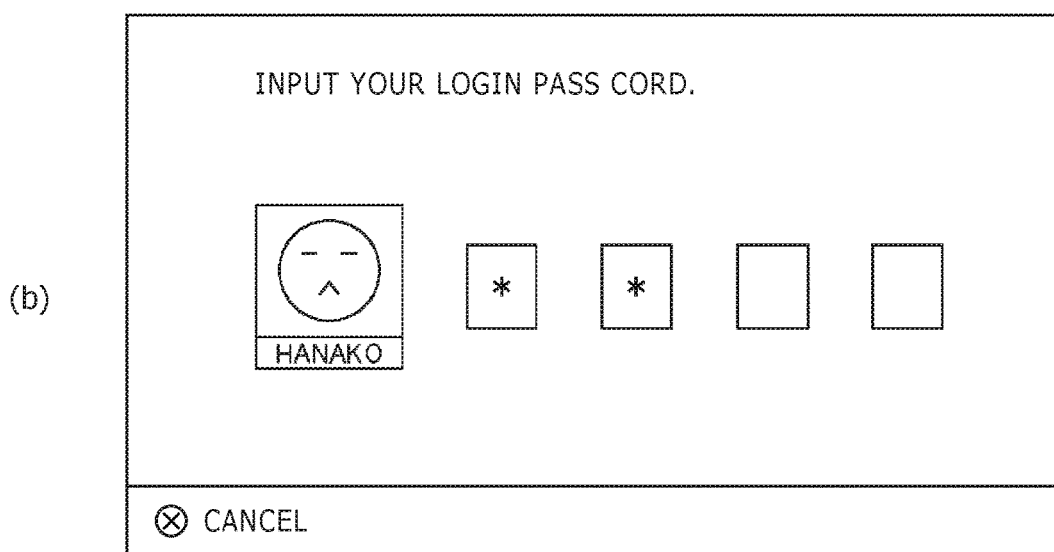 INPUT YOUR LOGIN PASS CORD.
(b)
* *
HANAKO
⊗ CANCEL